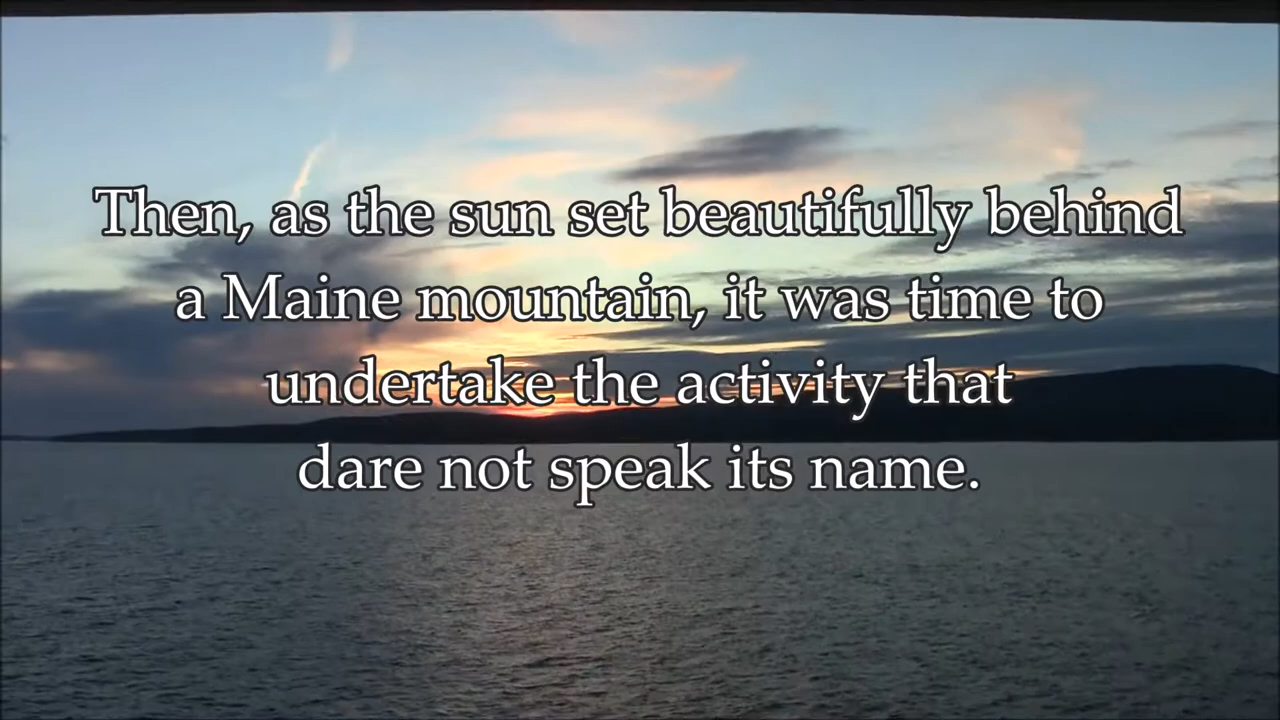 Then, as the sun set beautifully behind
a Maine mountain, it was time to
undertake the activity that
dare not speak its name.